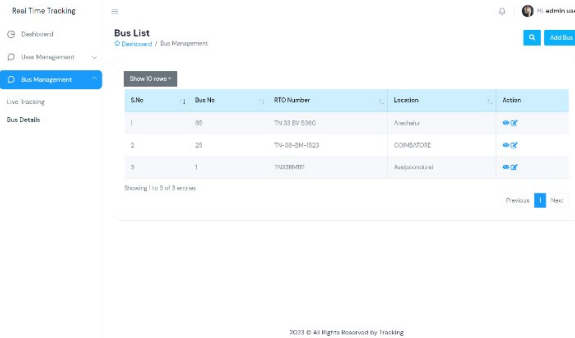 Real Time Tracking
Hi, admin use
Dashboard
User Management
Bus Management
Live Tracking
Bus Details
Bus List
Dashboard / Bus Management
Add Bus
Show 10 rows
S.No Bus No RTO Number Location Action
1 88 TN 33 BV 5360 Arachalur
2 29 TN-38-BM-1523 COIMBATORE
3 1
Showing 1 to 3 of 3 entries
Previous 1 Next
2023 © All Rights Reserved by Tracking